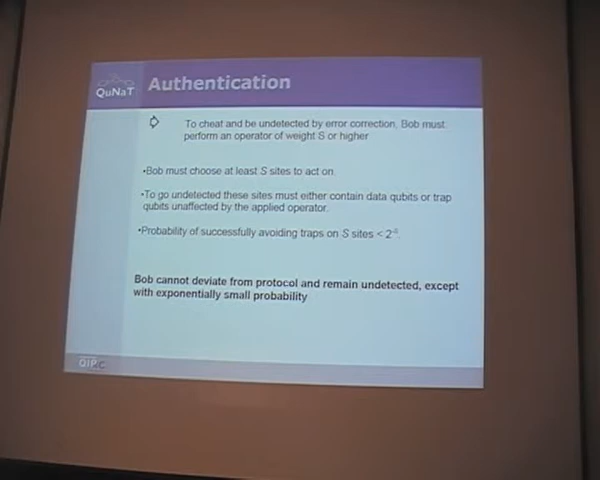 QuNaT
Authentication
To cheat and be undetected by error correction, Bob must
perform an operator of weight S or higher
•Bob must choose at least S sites to act on.
•To go undetected these sites must either contain data qubits or trap
qubits unaffected by the applied operator.
•Probability of successfully avoiding traps on S sites < 2
Bob cannot deviate from protocol and remain undetected, except
with exponentially small probability